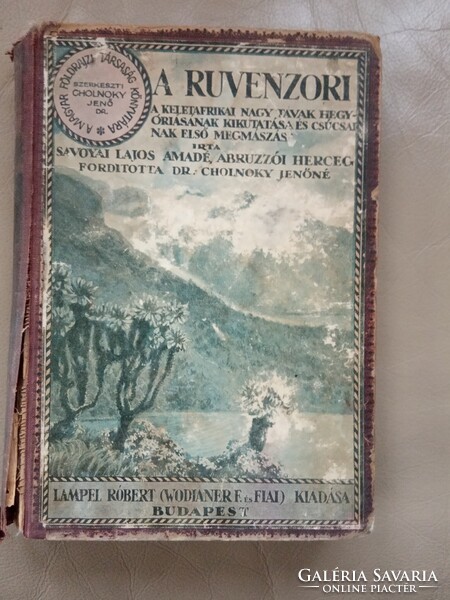 A MAGYAR FÖLDRAJZI TÁRSASÁG KÖNYVTÁRA *
SZERKESZTI
CHOLNOKY
JENŐ
DR.
A RUVENZORI
A KELETAFRIKAI NAGY TAVAK HEGY-
ÓRIÁSÁNAK KIKUTATÁSA ÉS CSÚCSAI
NAK ELSŐ MEGMÁSZÁS
IRTA
SAVOYAI LAJOS AMADÉ, ABRUZZÓI HERCEG
FORDITOTTA DR. CHOLNOKY JENŐNÉ
LAMPEL RÓBERT (WODIANER F. ÉS FIAI) KIADÁSA
BUDAPEST
GALÉRIA SAVARIA
ONLINE PIACTÉR